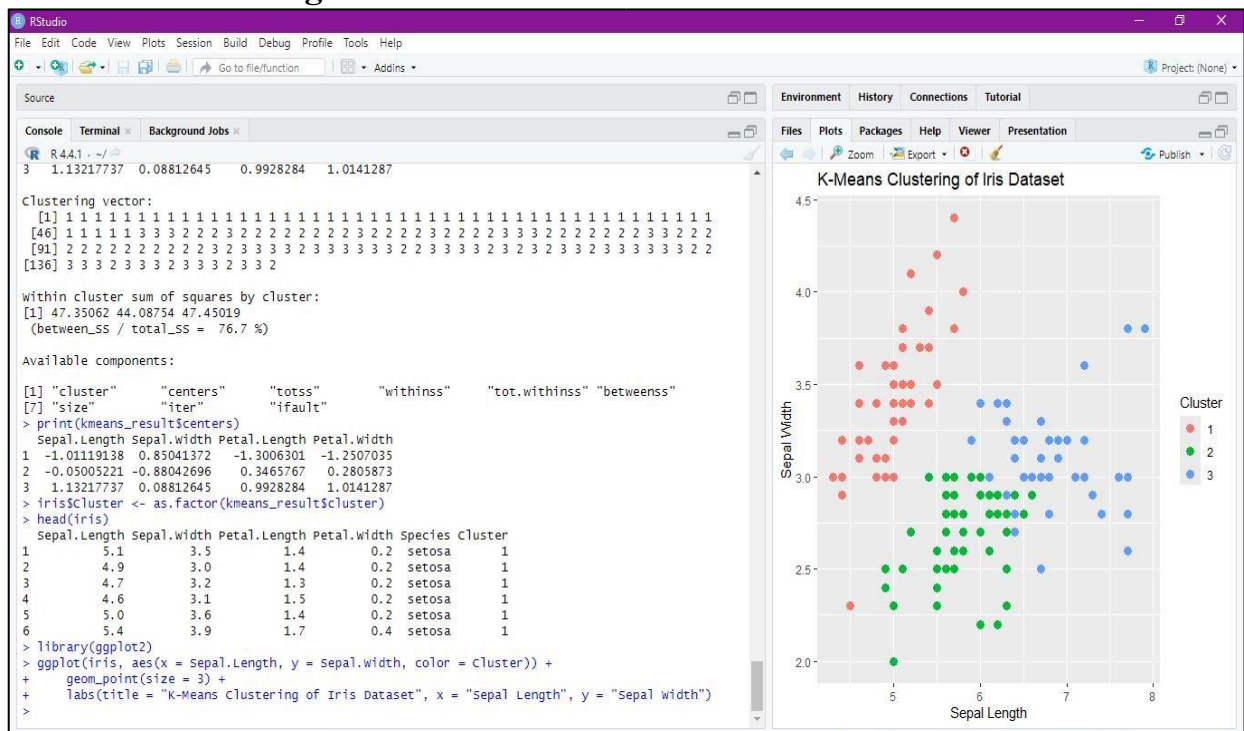 RStudio
File Edit Code View Plots Session Build Debug Profile Tools Help
Go to file/function Addins Project: (None)
Source
Console Terminal Background Jobs
R 4.4.1 · ~/
3 1.13217737 0.08812645 0.9928284 1.0141287
Clustering vector:
[1] 1 1 1 1 1 1 1 1 1 1 1 1 1 1 1 1 1 1 1 1 1 1 1 1 1 1 1 1 1 1 1 1 1 1 1 1 1 1 1 1 1 1 1 1 1
[46] 1 1 1 1 1 3 3 3 2 2 2 3 2 2 2 2 2 2 2 2 3 2 2 2 2 3 2 2 2 2 3 3 3 2 2 2 2 2 2 2 3 3 2 2 2
[91] 2 2 2 2 2 2 2 2 2 2 3 2 3 3 3 3 2 3 3 3 3 3 3 2 2 3 3 3 3 2 3 2 3 2 3 3 2 3 3 3 3 3 3 2 2
[136] 3 3 3 2 3 3 3 2 3 3 3 2 3 3 2
Within cluster sum of squares by cluster:
[1] 47.35062 44.08754 47.45019
(between_SS / total_SS = 76.7 %)
Available components:
[1] "cluster" "centers" "totss" "withinss" "tot.withinss" "betweenss"
[7] "size" "iter" "ifault"
> print(kmeans_result$centers)
Sepal.Length Sepal.Width Petal.Length Petal.Width
1 -1.01119138 0.85041372 -1.3006301 -1.2507035
2 -0.05005221 -0.88042696 0.3465767 0.2805873
3 1.13217737 0.08812645 0.9928284 1.0141287
> iris$Cluster <- as.factor(kmeans_result$cluster)
> head(iris)
Sepal.Length Sepal.Width Petal.Length Petal.Width Species Cluster
1 5.1 3.5 1.4 0.2 setosa 1
2 4.9 3.0 1.4 0.2 setosa 1
3 4.7 3.2 1.3 0.2 setosa 1
4 4.6 3.1 1.5 0.2 setosa 1
5 5.0 3.6 1.4 0.2 setosa 1
6 5.4 3.9 1.7 0.4 setosa 1
> library(ggplot2)
> ggplot(iris, aes(x = Sepal.Length, y = Sepal.Width, color = Cluster)) +
+ geom_point(size = 3) +
+ labs(title = "K-Means Clustering of Iris Dataset", x = "Sepal Length", y = "Sepal Width")
>
Environment History Connections Tutorial
Files Plots Packages Help Viewer Presentation
Zoom Export Publish
K-Means Clustering of Iris Dataset
4.5
4.0
3.5
3.0
2.5
2.0
Sepal Width
5 6 7 8
Sepal Length
Cluster
1
2
3